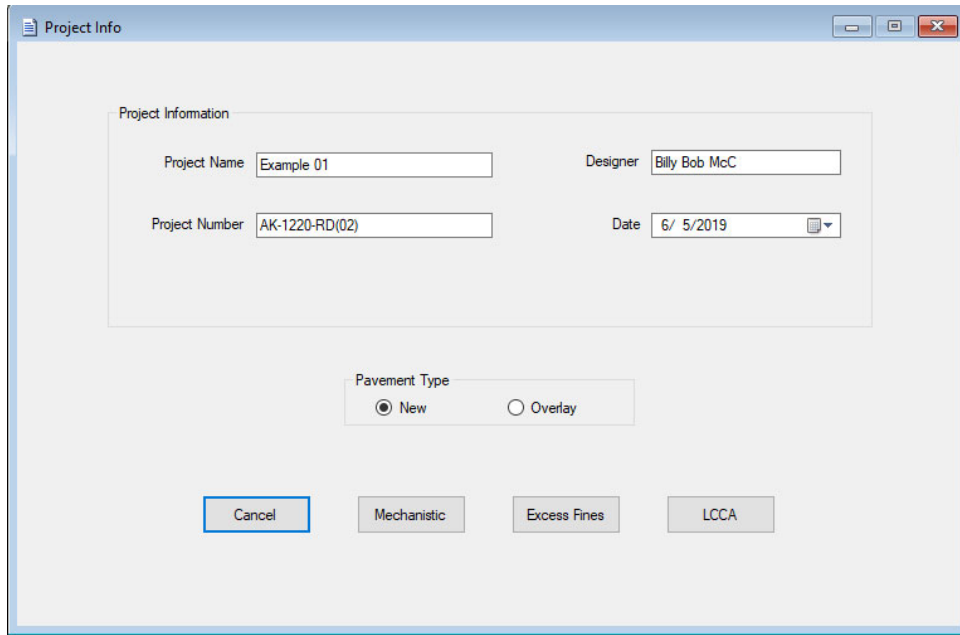 Project Info
Project Information
Project Name Example 01 Designer Billy Bob McC
Project Number AK-1220-RD(02) Date 6/ 5/2019
Pavement Type
New Overlay
Cancel Mechanistic Excess Fines LCCA